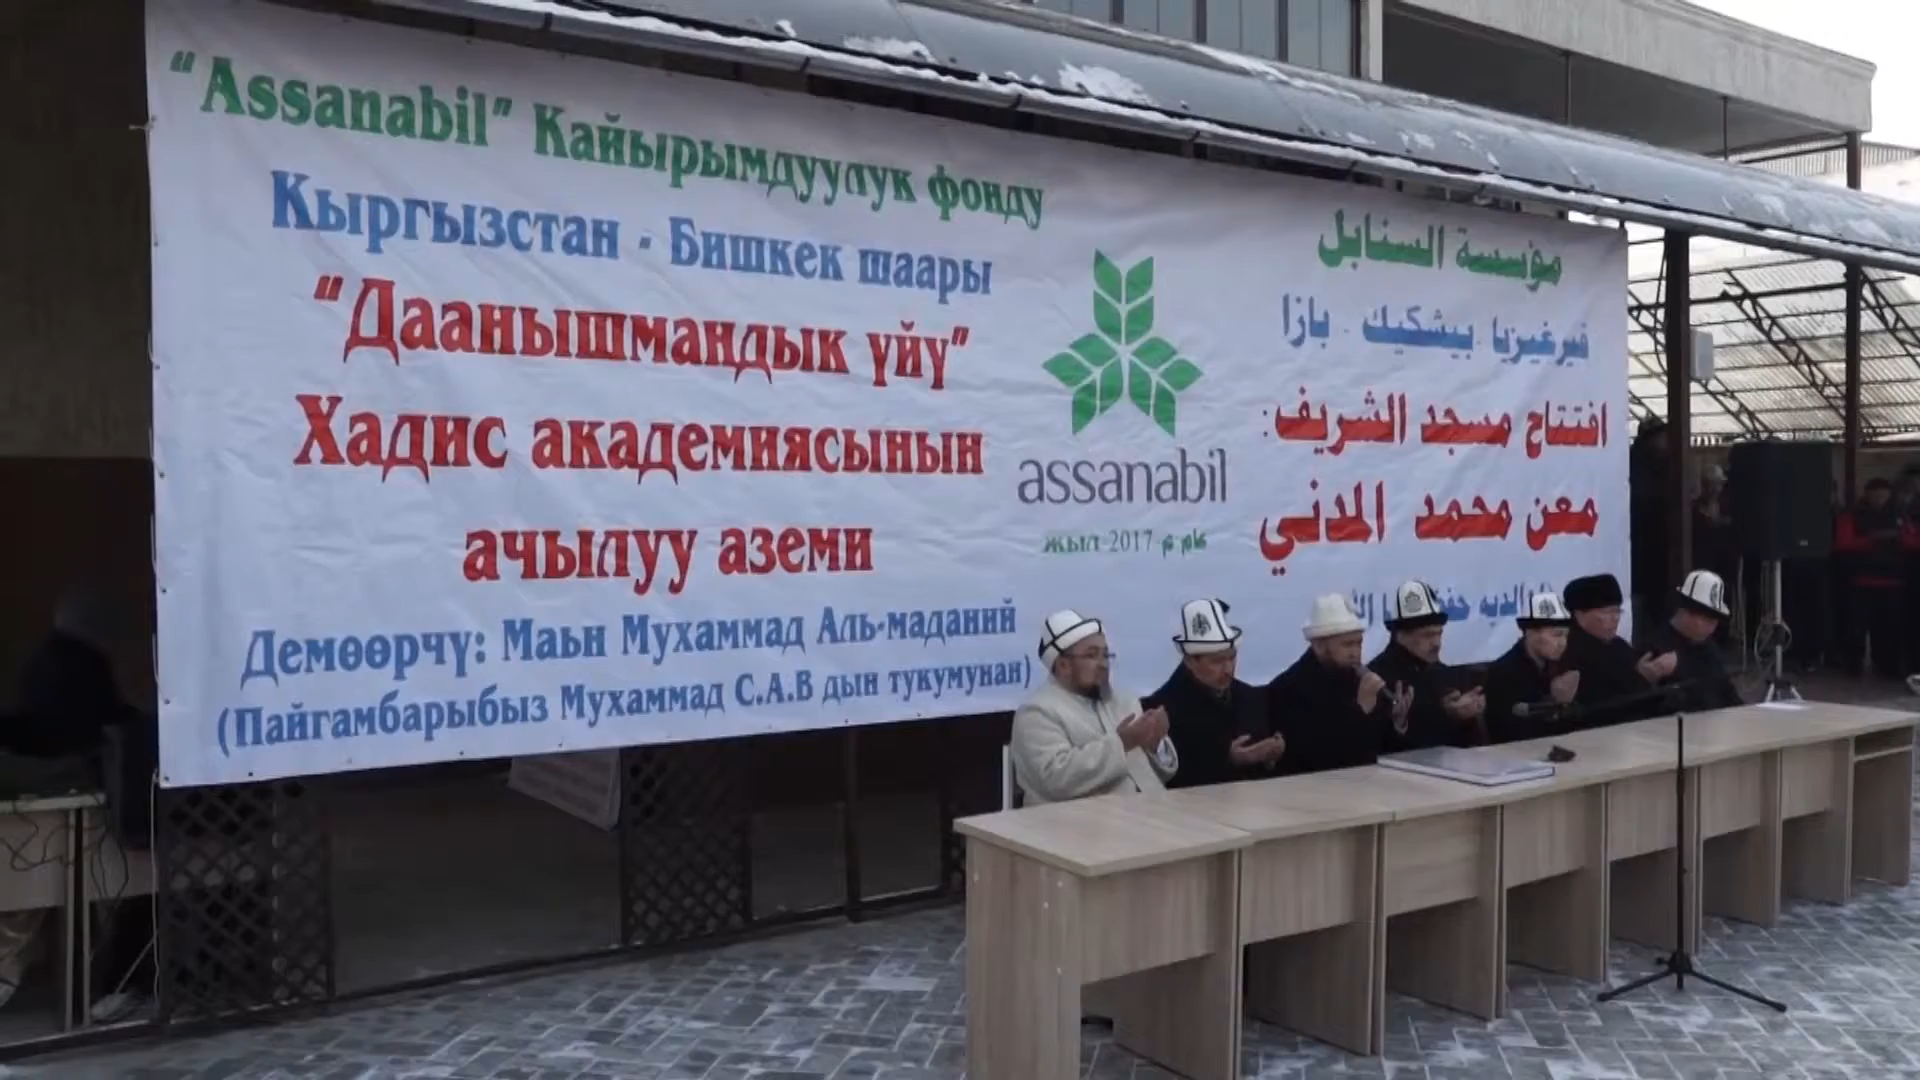 “Assanabil” Кайырымдуулук фонду
Кыргызстан - Бишкек шаары
“Даанышмандык үйү”
Хадис академиясынын
ачылуу аземи
Демөөрчү: Маьн Мухаммад Аль-маданий
(Пайгамбарыбыз Мухаммад С.А.В дын тукумунан)
assanabil
жыл 2017 م
مؤسسة السنابل
قيرغيزيا - بيشكيك - بازا
افتتاح مسجد الشريف:
معن محمد المدني